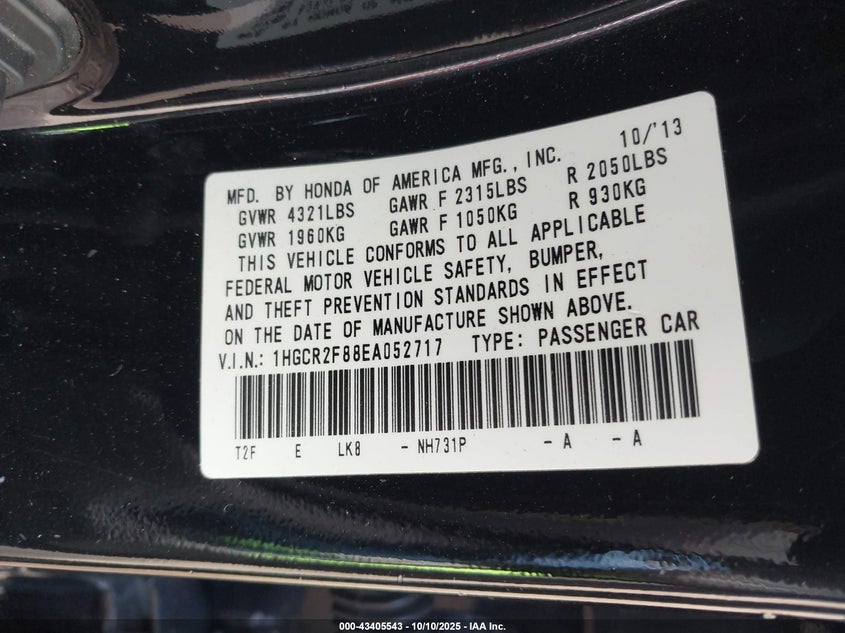 10/'13
MFD. BY HONDA OF AMERICA MFG., INC.
GVWR 4321LBS GAWR F 2315LBS R 2050LBS
GVWR 1960KG GAWR F 1050KG R 930KG
THIS VEHICLE CONFORMS TO ALL APPLICABLE
FEDERAL MOTOR VEHICLE SAFETY, BUMPER,
AND THEFT PREVENTION STANDARDS IN EFFECT
ON THE DATE OF MANUFACTURE SHOWN ABOVE.
V.I.N.: 1HGCR2F88EA052717 TYPE: PASSENGER CAR
T2F E LK8 - NH731P - A - A
000-43405543 - 10/10/2025 - IAA Inc.